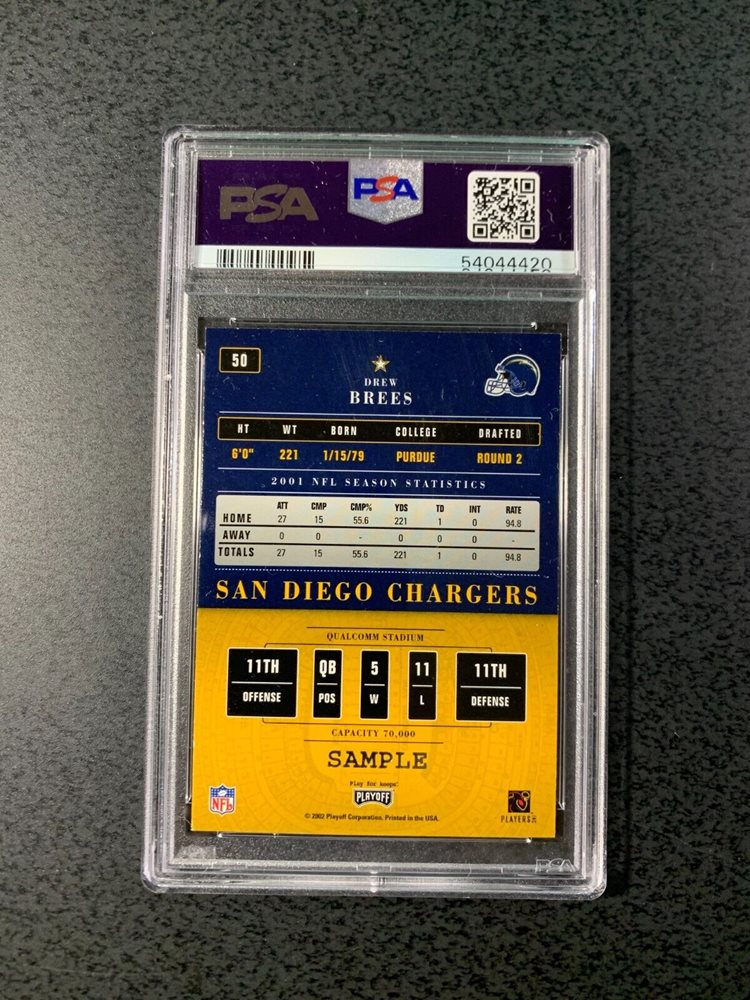 PSA PSA
54044420
50
DREW
BREES
HT WT BORN COLLEGE DRAFTED
6'0" 221 1/15/79 PURDUE ROUND 2
2001 NFL SEASON STATISTICS
ATT CMP CMP% YDS TD INT RATE
HOME 27 15 55.6 221 1 0 94.8
AWAY 0 0 - 0 0 0 -
TOTALS 27 15 55.6 221 1 0 94.8
SAN DIEGO CHARGERS
QUALCOMM STADIUM
11TH QB 5 11 11TH
OFFENSE POS W L DEFENSE
CAPACITY 70,000
SAMPLE
Play for keeps
PLAYOFF
NFL
PLAYERS INC
© 2002 Playoff Corporation. Printed in the USA.
PSA